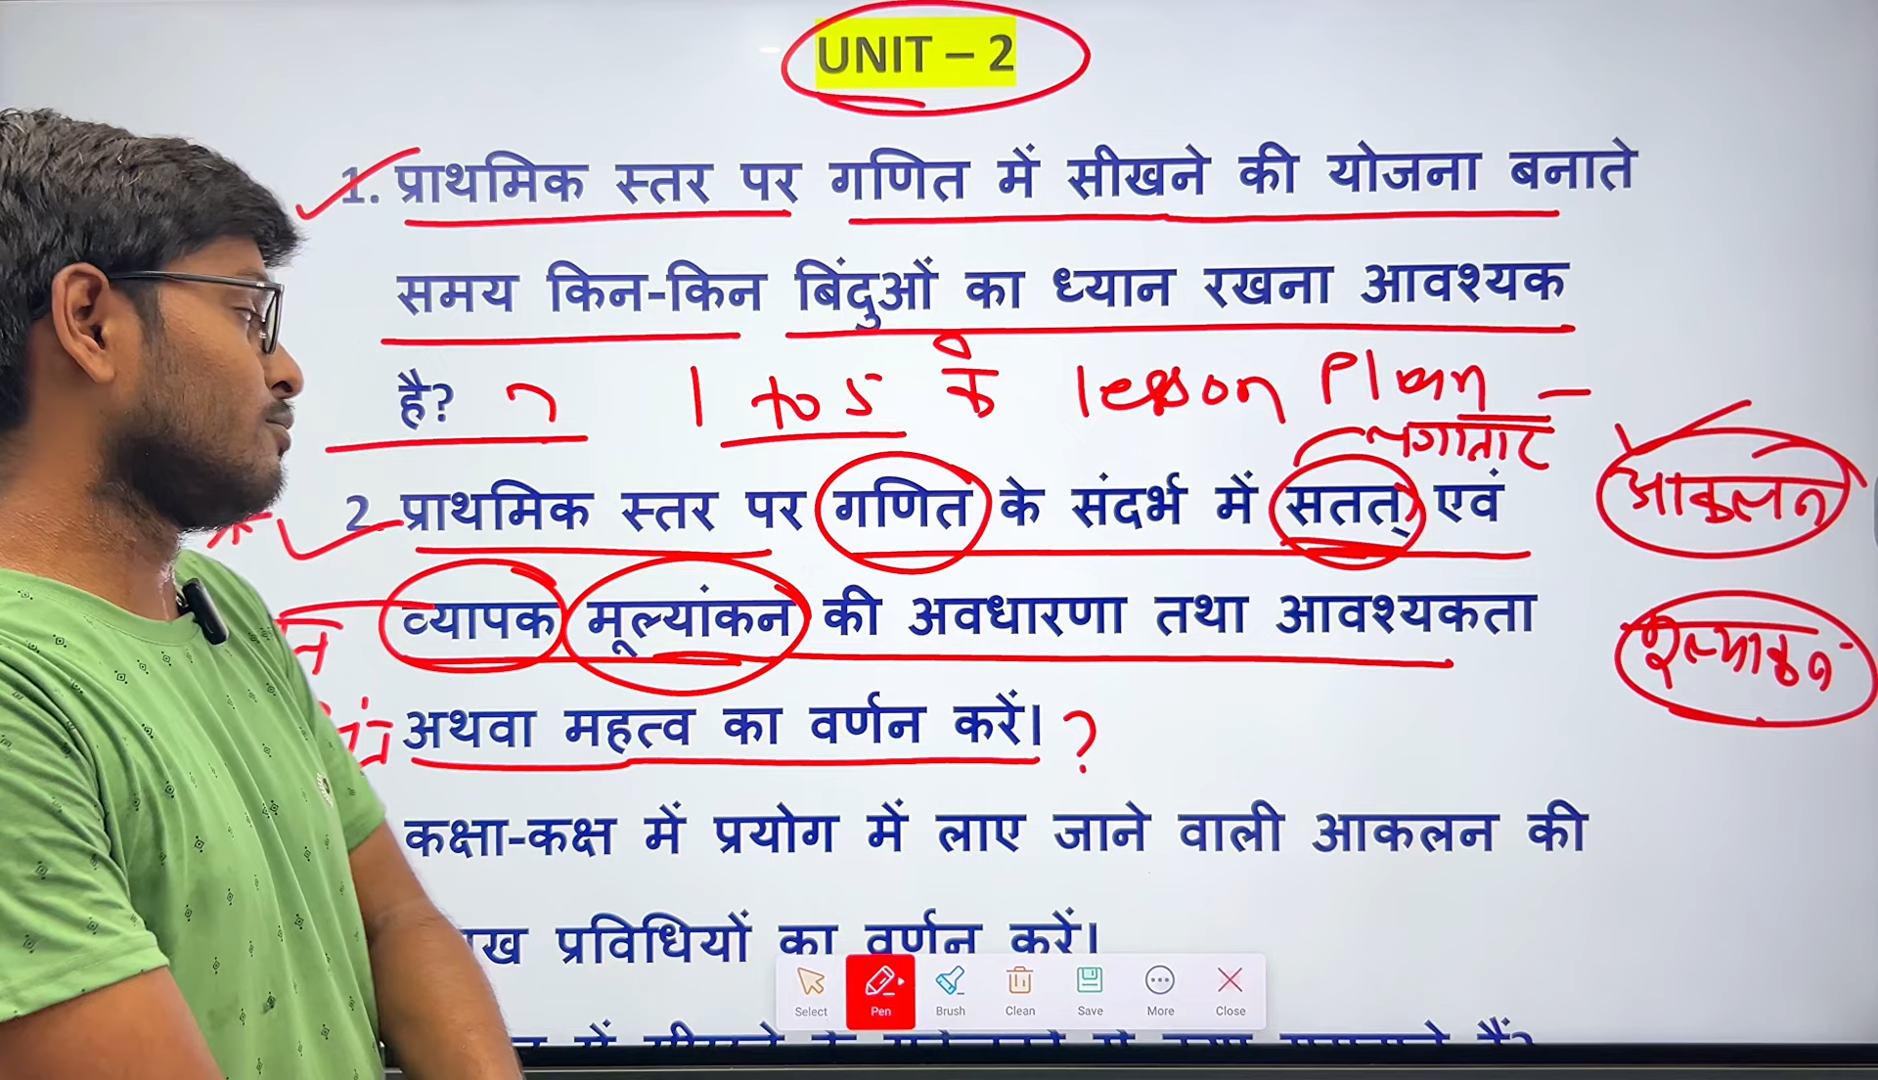 UNIT – 2
1. प्राथमिक स्तर पर गणित में सीखने की योजना बनाते
समय किन-किन बिंदुओं का ध्यान रखना आवश्यक
है? 1 to 5 के lesson Plan –
लगातार
2 प्राथमिक स्तर पर गणित के संदर्भ में सतत् एवं
आकलन
व्यापक मूल्यांकन की अवधारणा तथा आवश्यकता
मूल्यांकन
अथवा महत्व का वर्णन करें। ?
कक्षा-कक्ष में प्रयोग में लाए जाने वाली आकलन की
प्रविधियों का वर्णन करें।
Select Pen Brush Clean Save More Close